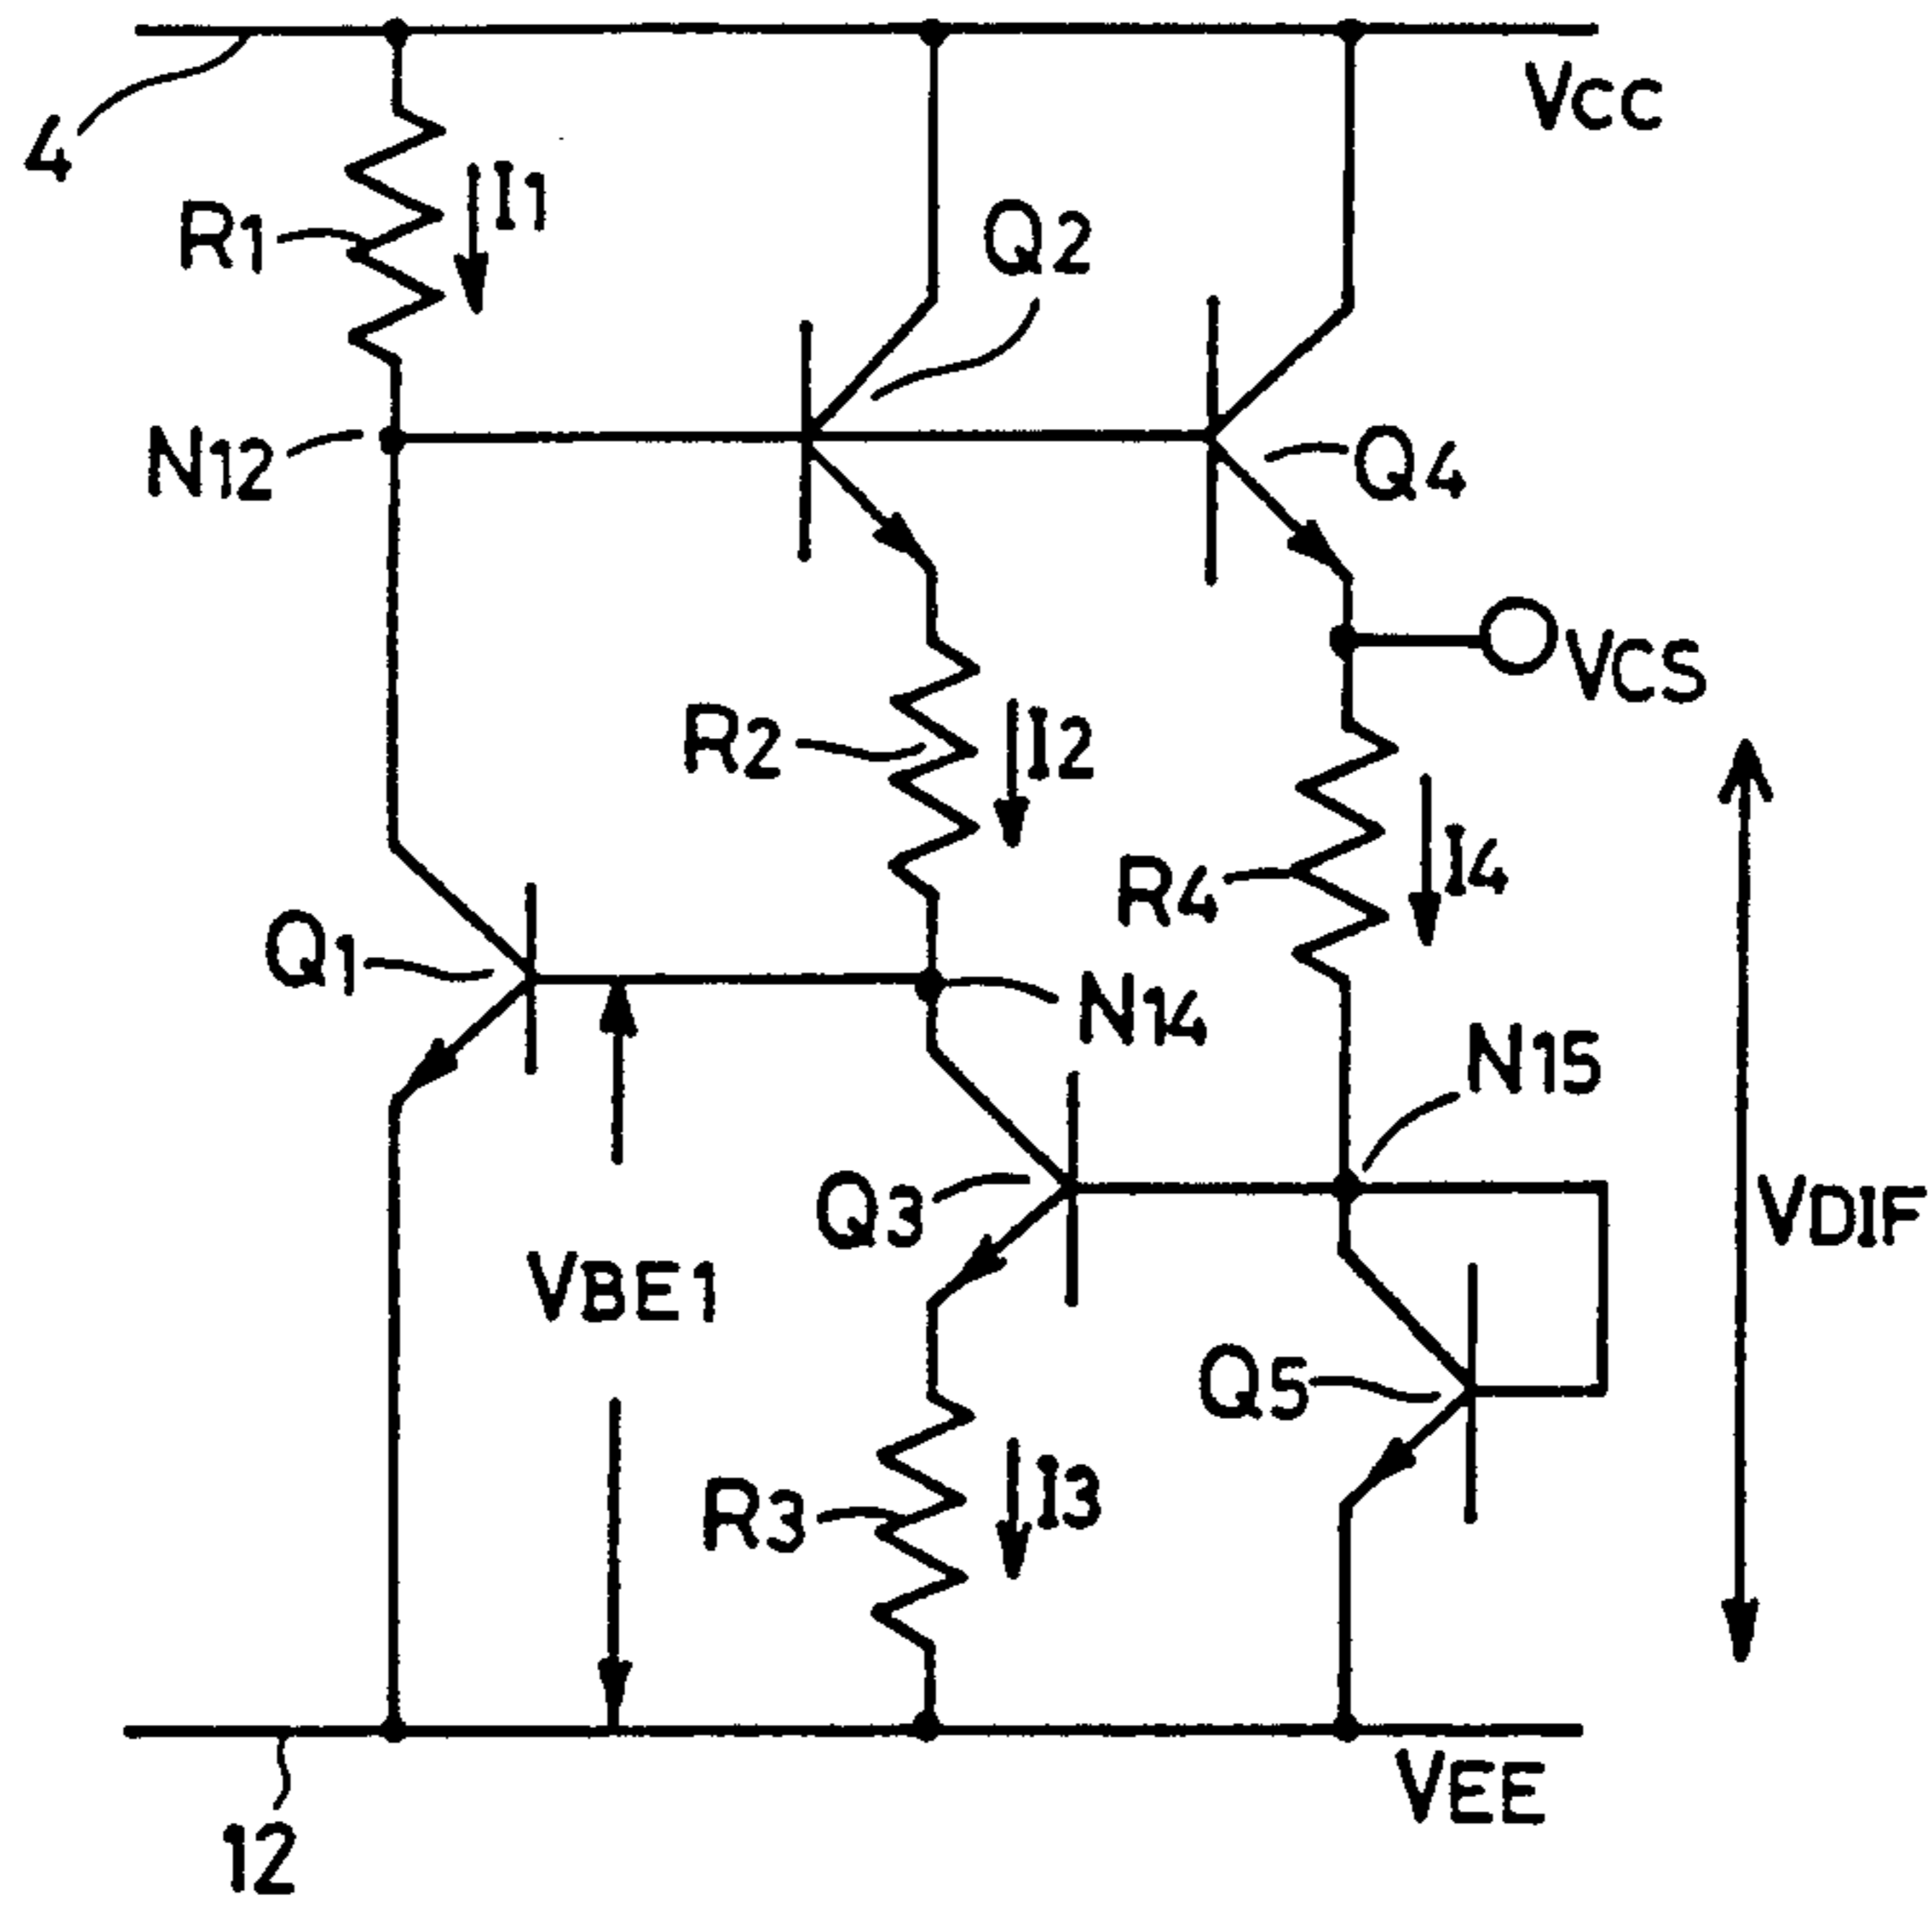 VCC
4
I1
R1
Q2
N12
Q4
VCS
R2
I2
R4
I4
Q1
N14
N15
Q3
VDIF
VBE1
Q5
R3
I3
VEE
12